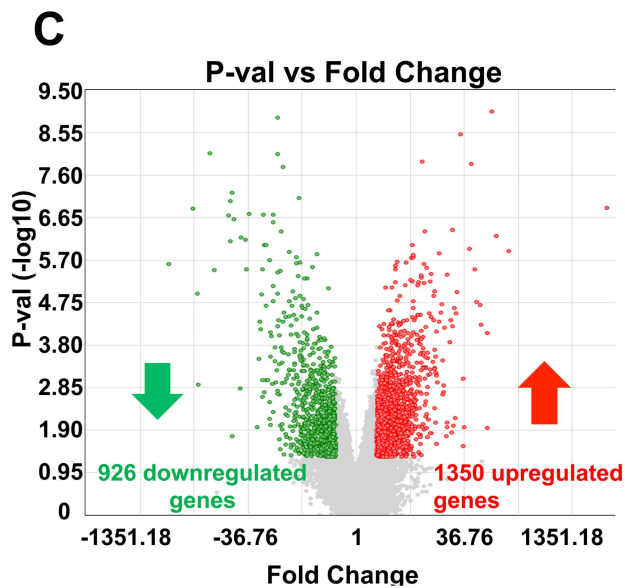 C
P-val vs Fold Change
P-val (-log10)
9.50
8.55
7.60
6.65
5.70
4.75
3.80
2.85
1.90
0.95
0
926 downregulated
genes
1350 upregulated
genes
-1351.18 -36.76 1 36.76 1351.18
Fold Change